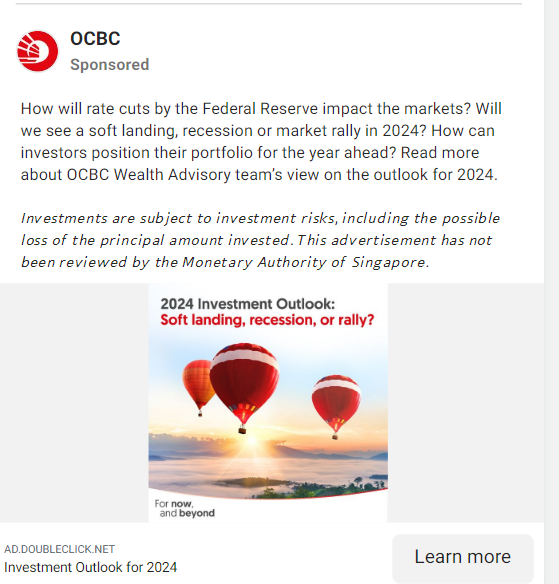 OCBC
Sponsored
How will rate cuts by the Federal Reserve impact the markets? Will
we see a soft landing, recession or market rally in 2024? How can
investors position their portfolio for the year ahead? Read more
about OCBC Wealth Advisory team's view on the outlook for 2024.
Investments are subject to investment risks, including the possible
loss of the principal amount invested. This advertisement has not
been reviewed by the Monetary Authority of Singapore.
2024 Investment Outlook:
Soft landing, recession, or rally?
For now,
and beyond
AD.DOUBLECLICK.NET
Investment Outlook for 2024
Learn more